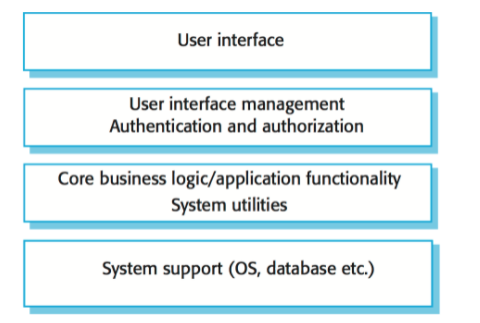 User interface
User interface management
Authentication and authorization
Core business logic/application functionality
System utilities
System support (OS, database etc.)